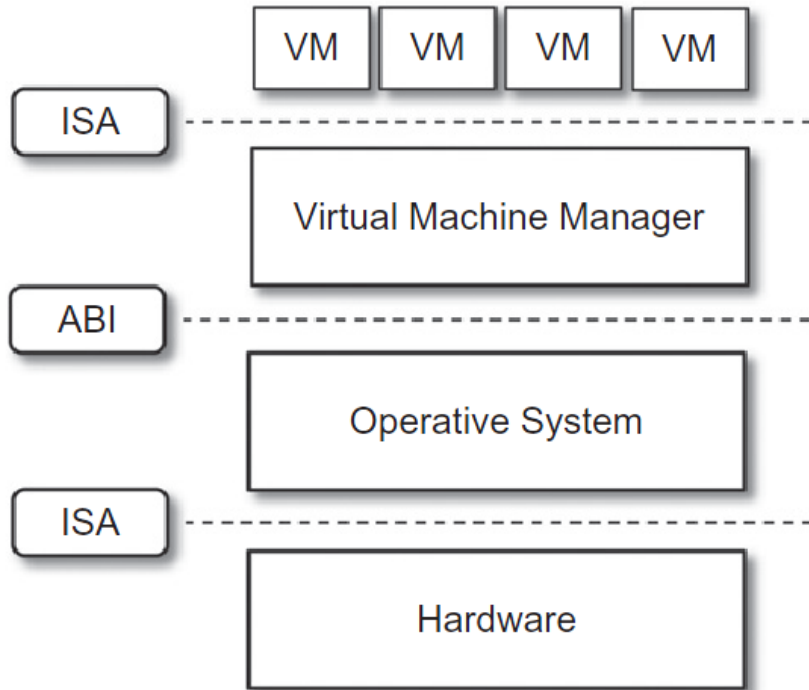 VM VM VM VM
ISA
Virtual Machine Manager
ABI
Operative System
ISA
Hardware